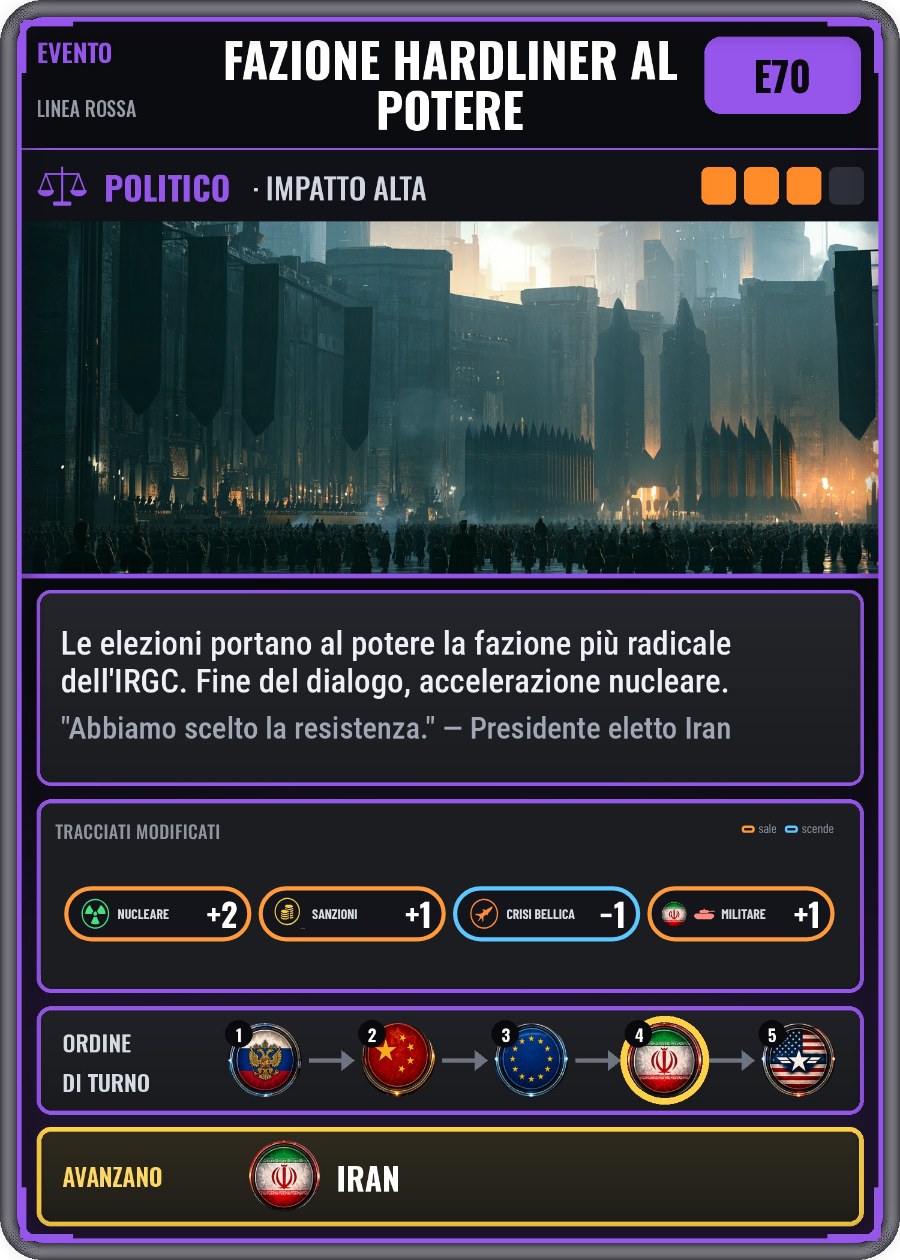 EVENTO
LINEA ROSSA
FAZIONE HARDLINER AL
POTERE
E70
POLITICO · IMPATTO ALTA
Le elezioni portano al potere la fazione più radicale
dell'IRGC. Fine del dialogo, accelerazione nucleare.
"Abbiamo scelto la resistenza." — Presidente eletto Iran
TRACCIATI MODIFICATI
sale scende
NUCLEARE +2
SANZIONI +1
CRISI BELLICA -1
MILITARE +1
ORDINE
DI TURNO
1 2 3 4 5
AVANZANO
IRAN